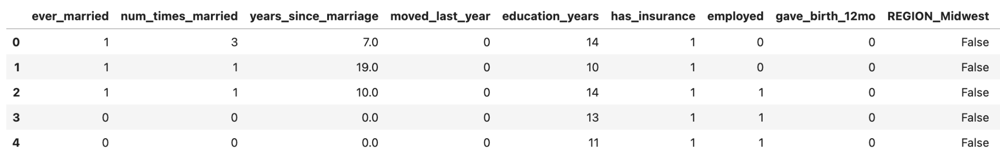 ever_married num_times_married years_since_marriage moved_last_year education_years has_insurance employed gave_birth_12mo REGION_Midwest
0 1 3 7.0 0 14 1 0 0 False
1 1 1 19.0 0 10 1 0 0 False
2 1 1 10.0 0 14 1 1 0 False
3 0 0 0.0 0 13 1 1 0 False
4 0 0 0.0 0 11 1 1 0 False